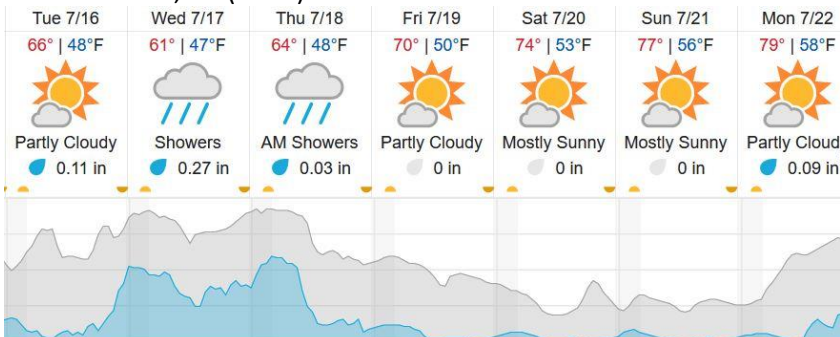 Tue 7/16 Wed 7/17 Thu 7/18 Fri 7/19 Sat 7/20 Sun 7/21 Mon 7/22
66° | 48°F 61° | 47°F 64° | 48°F 70° | 50°F 74° | 53°F 77° | 56°F 79° | 58°F
Partly Cloudy Showers AM Showers Partly Cloudy Mostly Sunny Mostly Sunny Partly Cloud
0.11 in 0.27 in 0.03 in 0 in 0 in 0 in 0.09 in